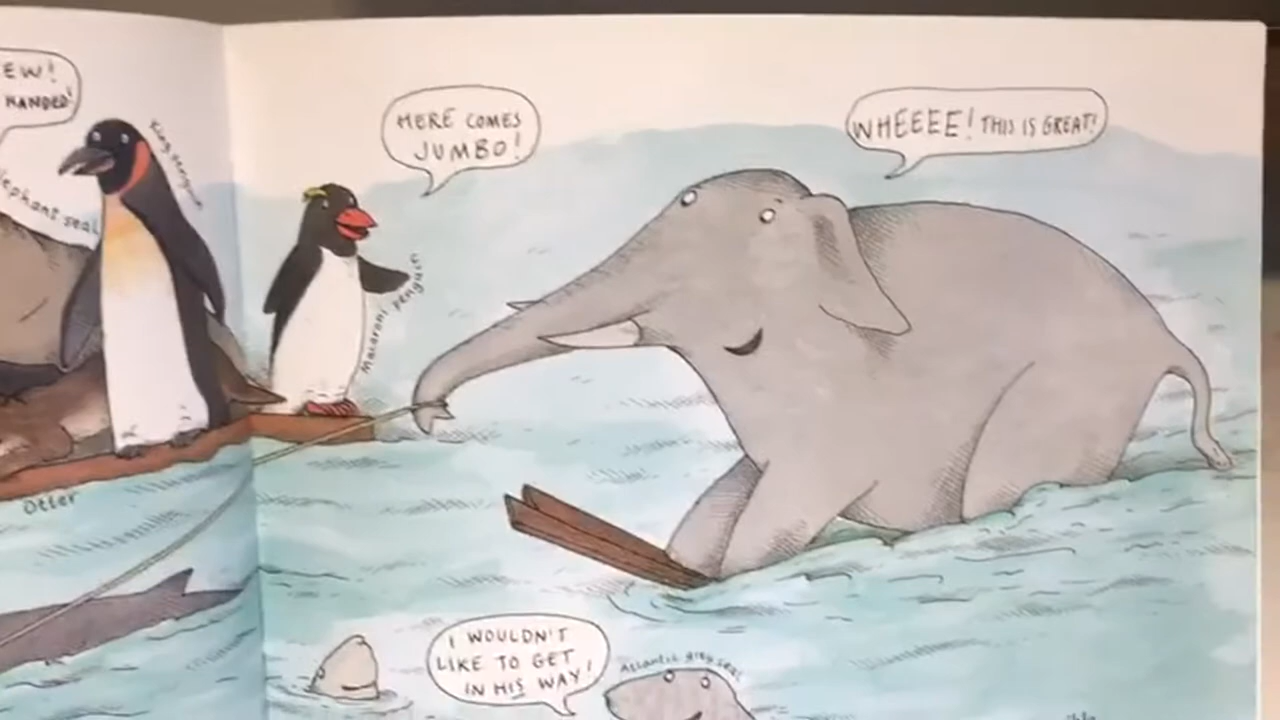 EW!
HANDED!
King penguin
elephant seal
HERE COMES
JUMBO!
Macaroni penguin
WHEEEE! THIS IS GREAT!
Otter
I WOULDN'T
LIKE TO GET
IN HIS WAY!
Atlantic grey seal